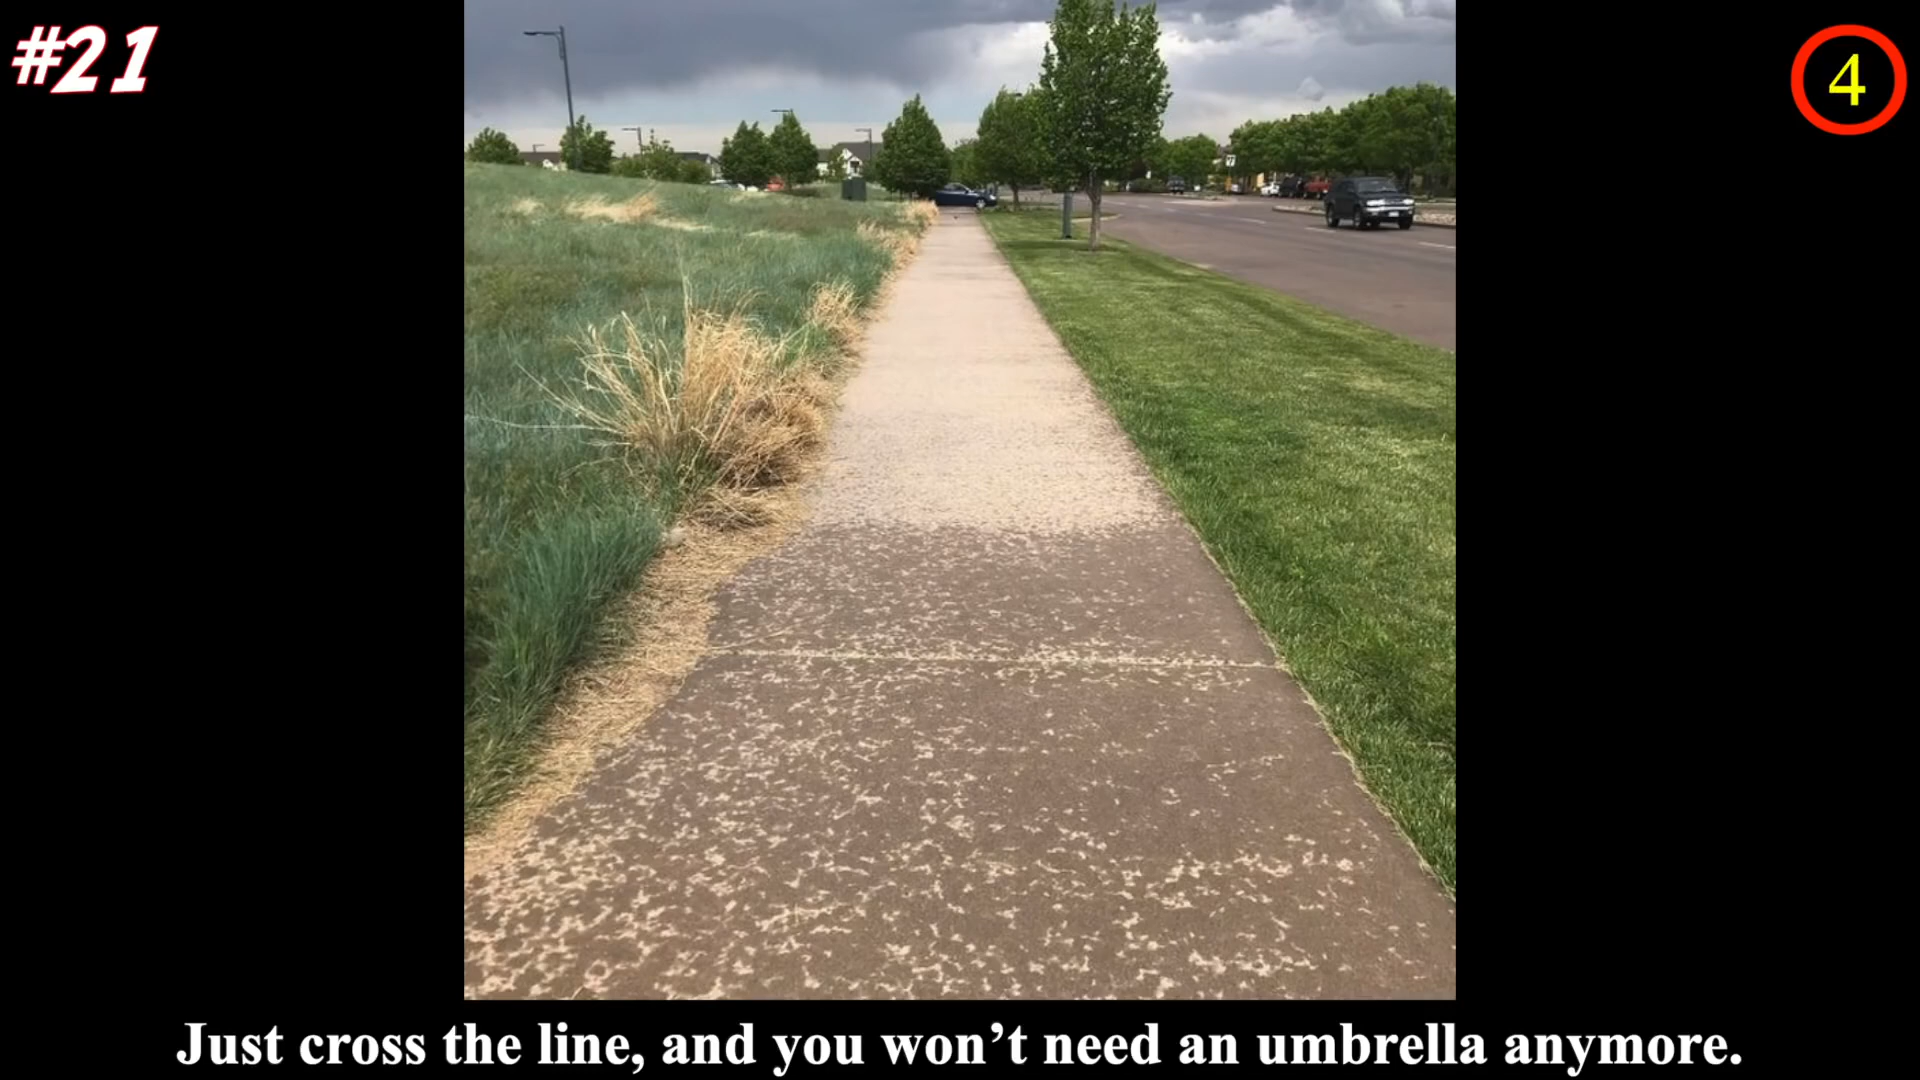 #21
4
Just cross the line, and you won’t need an umbrella anymore.